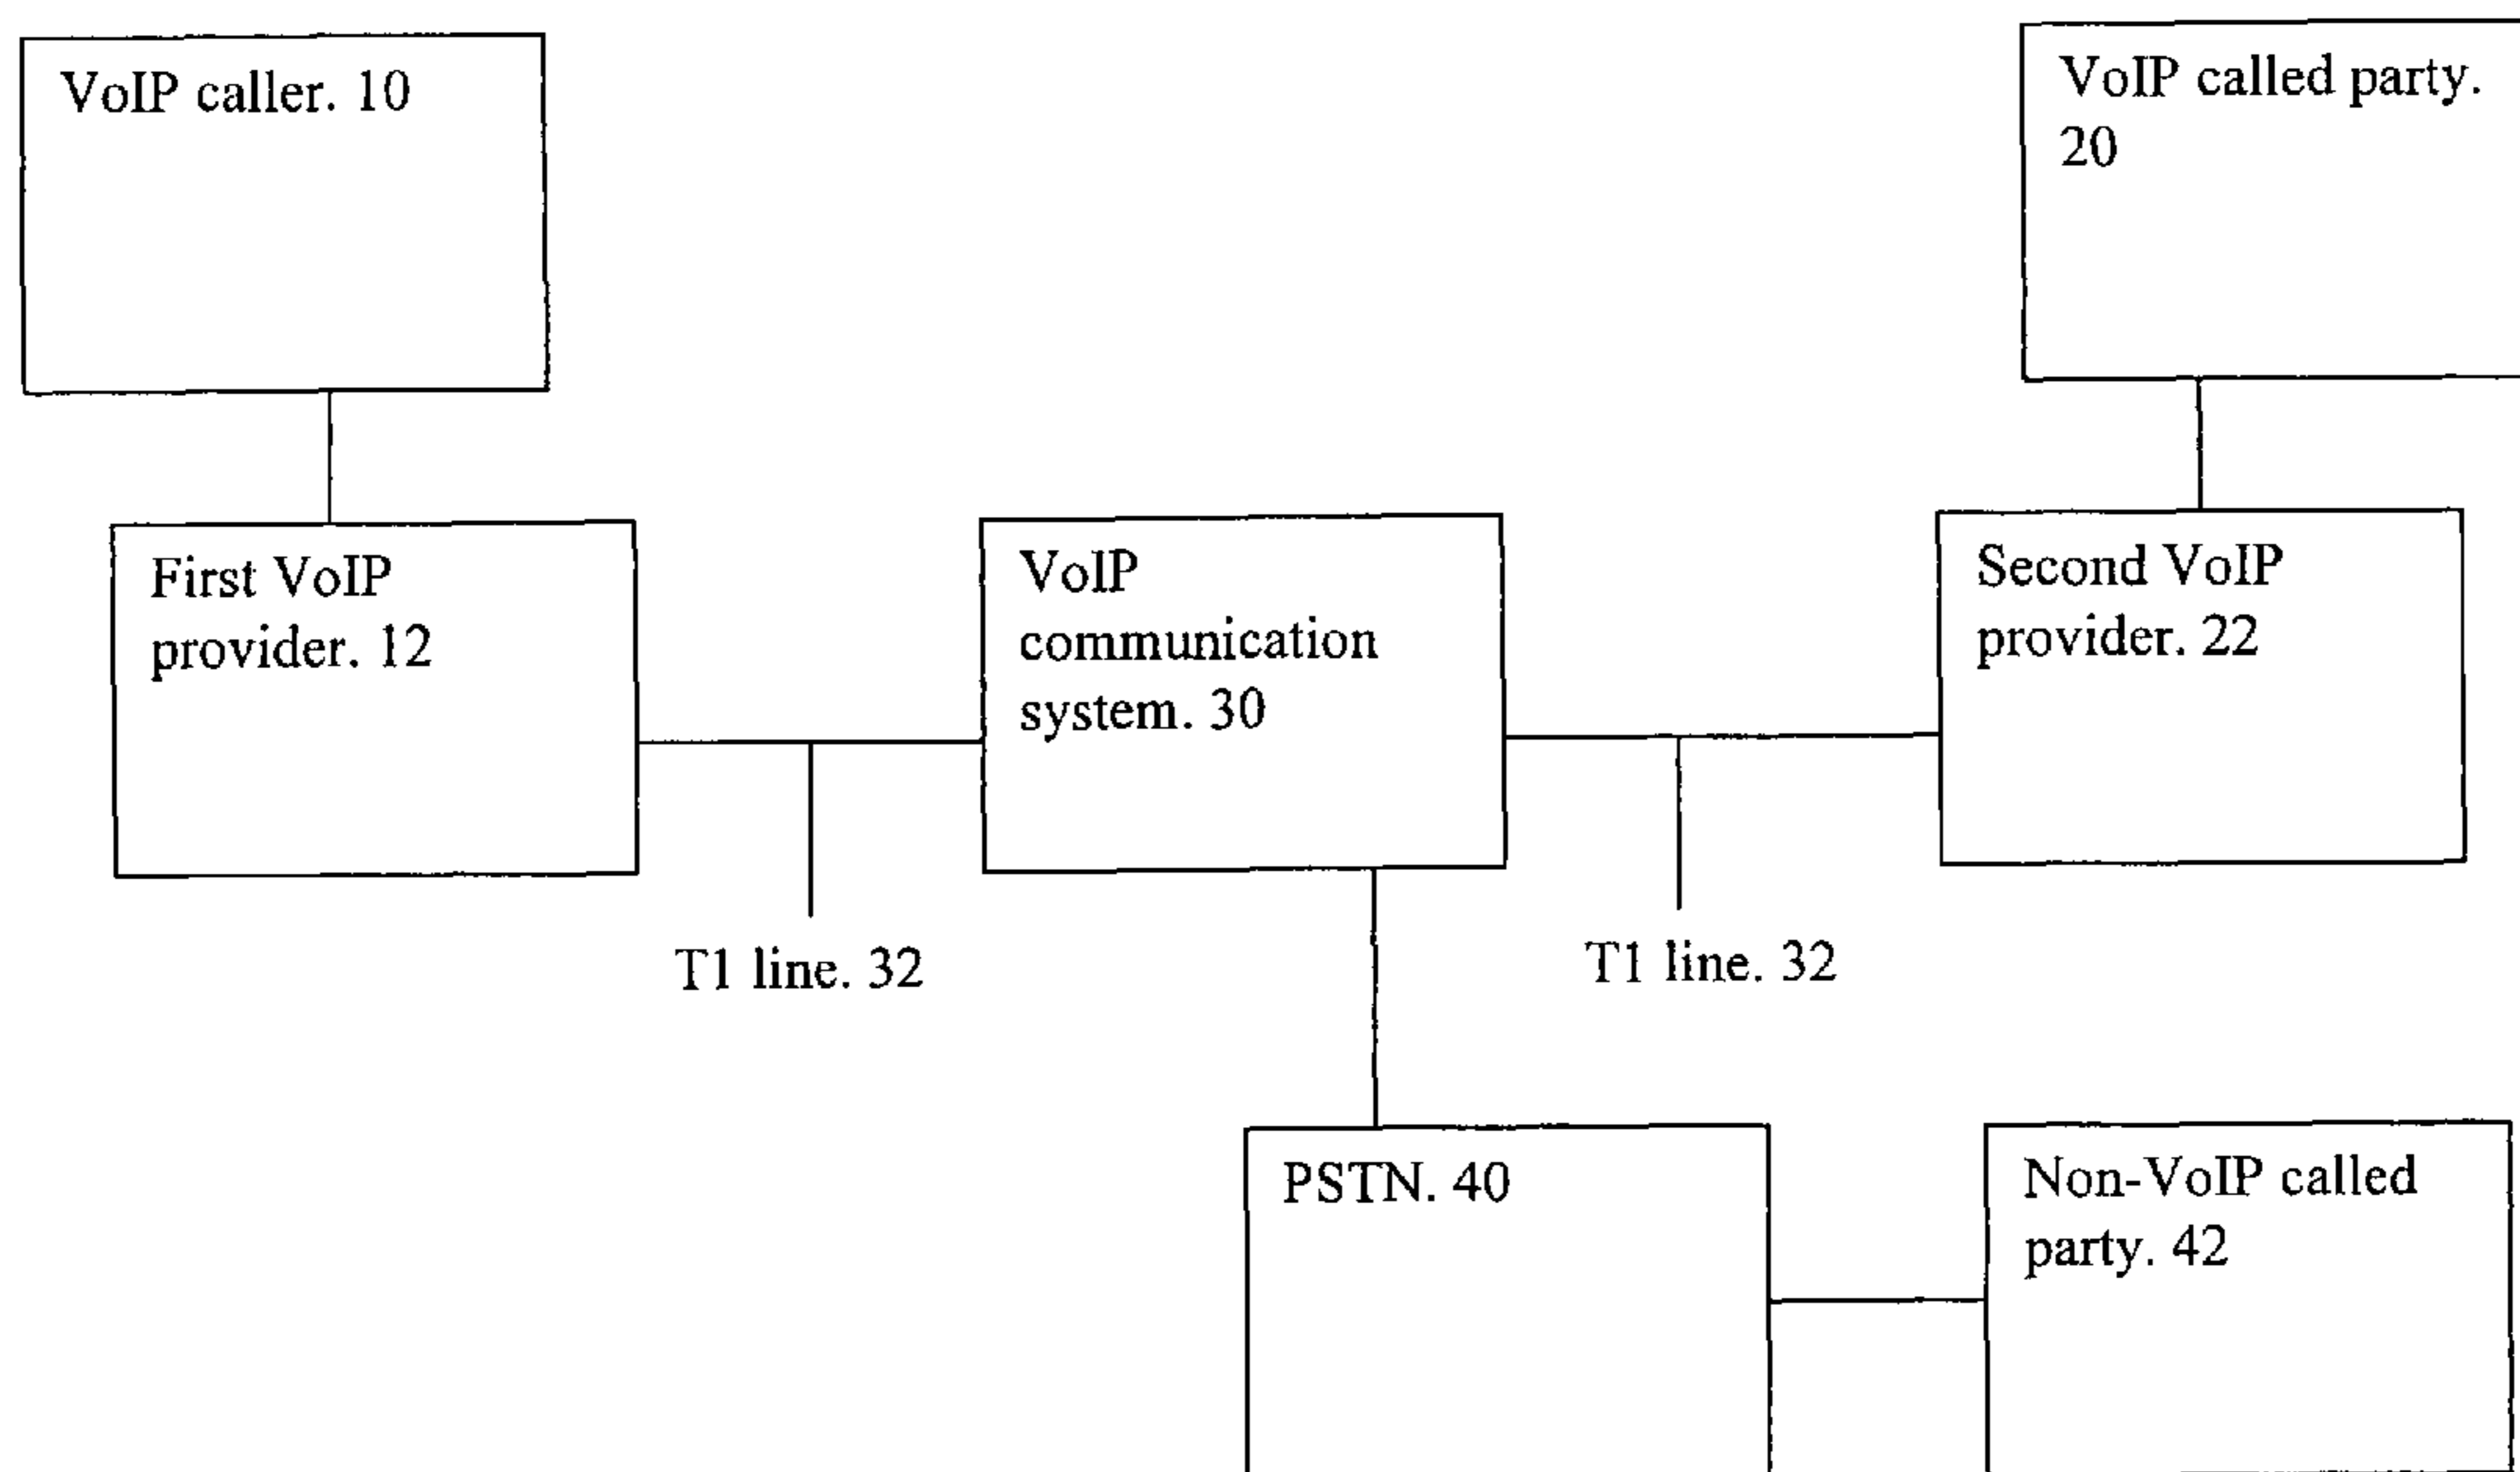 VoIP caller. 10
VoIP called party.
20
First VoIP
provider. 12
VoIP
communication
system. 30
Second VoIP
provider. 22
T1 line. 32
T1 line. 32
PSTN. 40
Non-VoIP called
party. 42